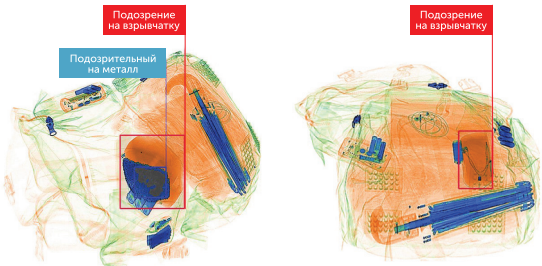 Подозрение
на взрывчатку
Подозрительный
на металл
Подозрение
на взрывчатку